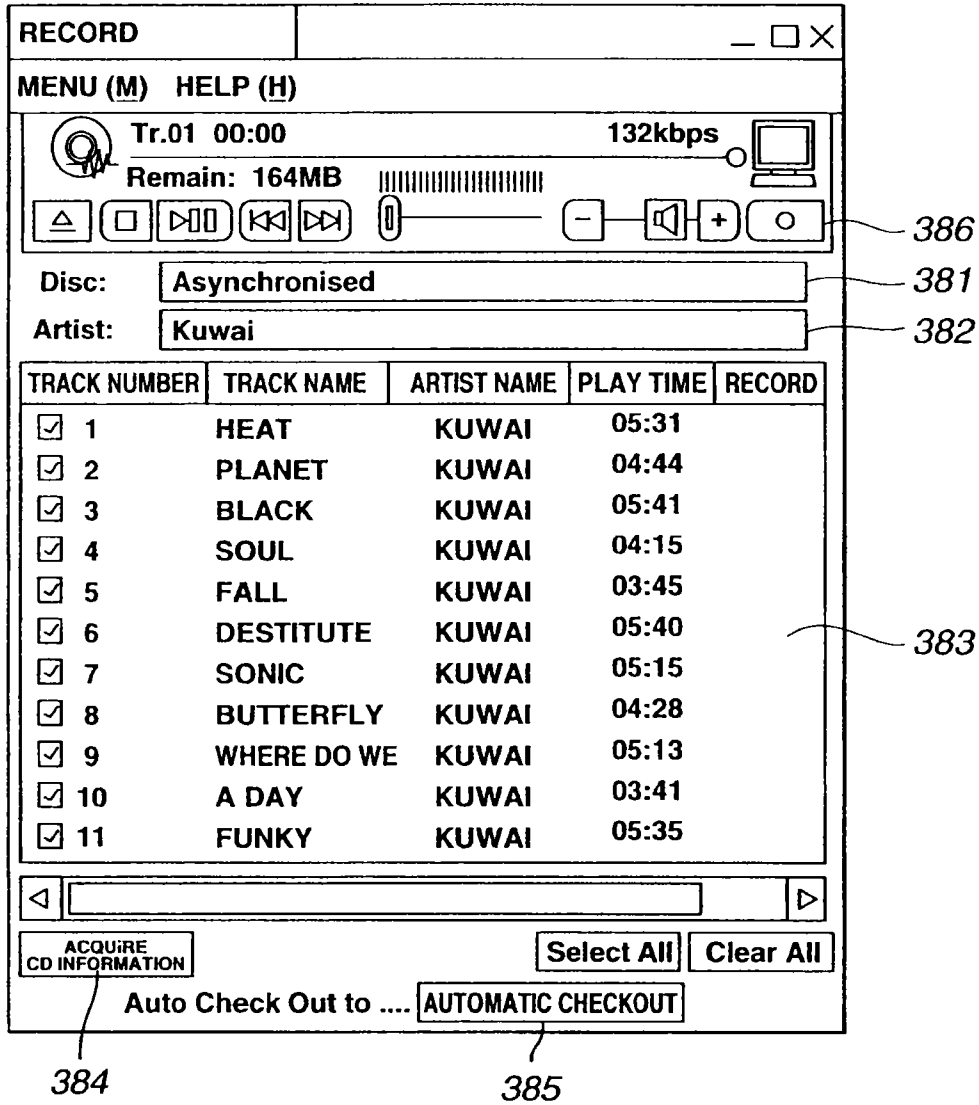 RECORD
MENU (M) HELP (H)
Tr.01 00:00 132kbps
Remain: 164MB
386
Disc: Asynchronised 381
Artist: Kuwai 382
TRACK NUMBER TRACK NAME ARTIST NAME PLAY TIME RECORD
1 HEAT KUWAI 05:31
2 PLANET KUWAI 04:44
3 BLACK KUWAI 05:41
4 SOUL KUWAI 04:15
5 FALL KUWAI 03:45
6 DESTITUTE KUWAI 05:40
383
7 SONIC KUWAI 05:15
8 BUTTERFLY KUWAI 04:28
9 WHERE DO WE KUWAI 05:13
10 A DAY KUWAI 03:41
11 FUNKY KUWAI 05:35
ACQUiRE
CD INFORMATION
Select All Clear All
Auto Check Out to .... AUTOMATIC CHECKOUT
384 385